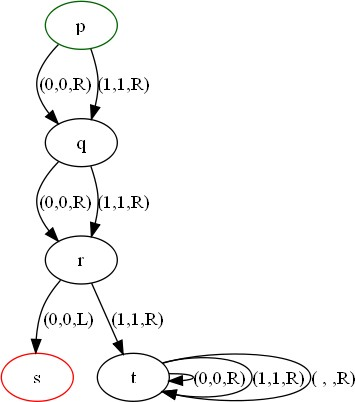 p
(0,0,R) (1,1,R)
q
(0,0,R) (1,1,R)
r
(0,0,L) (1,1,R)
s t (0,0,R) (1,1,R) ( , ,R)